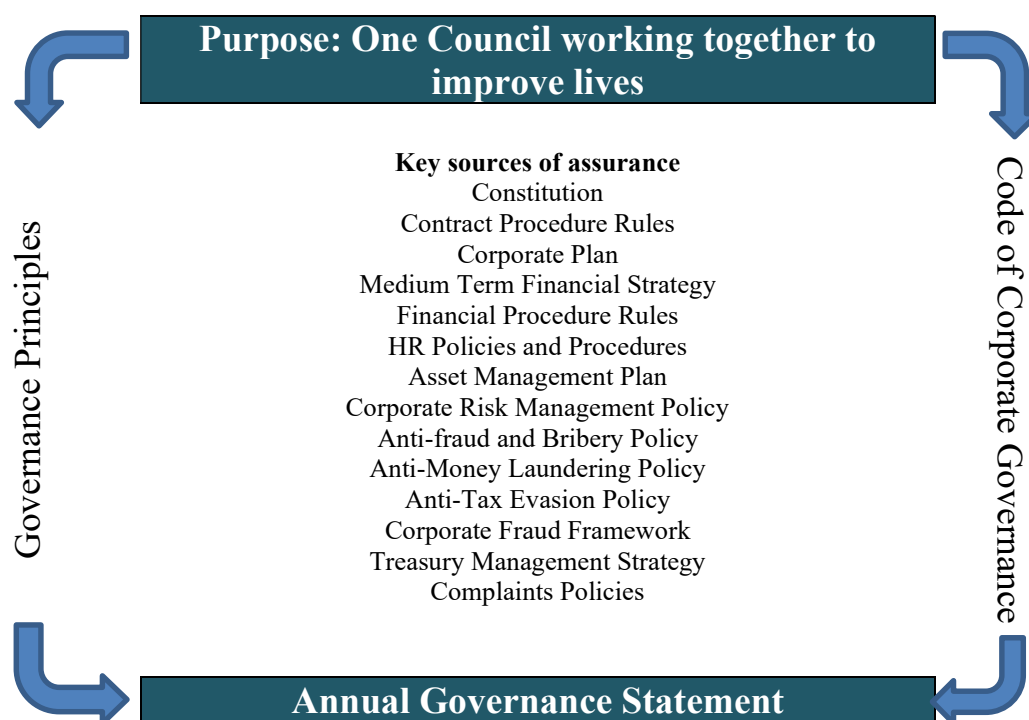 Purpose: One Council working together to
improve lives
Governance Principles
Key sources of assurance
Constitution
Contract Procedure Rules
Corporate Plan
Medium Term Financial Strategy
Financial Procedure Rules
HR Policies and Procedures
Asset Management Plan
Corporate Risk Management Policy
Anti-fraud and Bribery Policy
Anti-Money Laundering Policy
Anti-Tax Evasion Policy
Corporate Fraud Framework
Treasury Management Strategy
Complaints Policies
Code of Corporate Governance
Annual Governance Statement